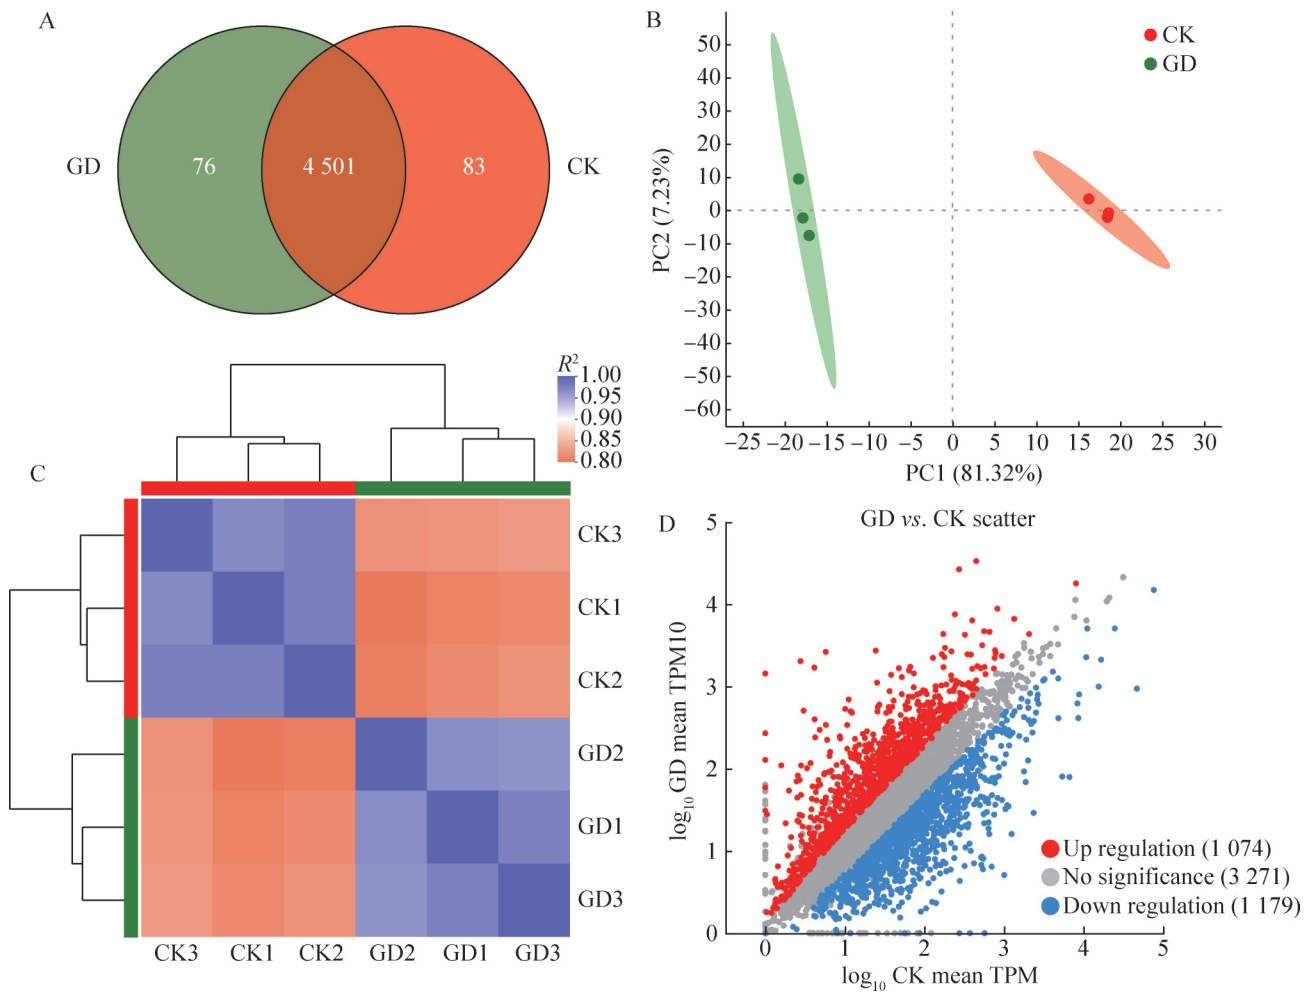 A
GD
76
4 501
83
CK
B
CK
GD
50
40
30
20
10
0
−10
−20
−30
−40
−50
−60
PC2 (7.23%)
−25 −20 −15 −10 −5 0 5 10 15 20 25 30
PC1 (81.32%)
C
R²
1.00
0.95
0.90
0.85
0.80
CK3
CK1
CK2
GD2
GD1
GD3
CK3 CK1 CK2 GD2 GD1 GD3
D
GD vs. CK scatter
5
4
3
2
1
0
log₁₀ GD mean TPM10
Up regulation (1 074)
No significance (3 271)
Down regulation (1 179)
0 1 2 3 4 5
log₁₀ CK mean TPM